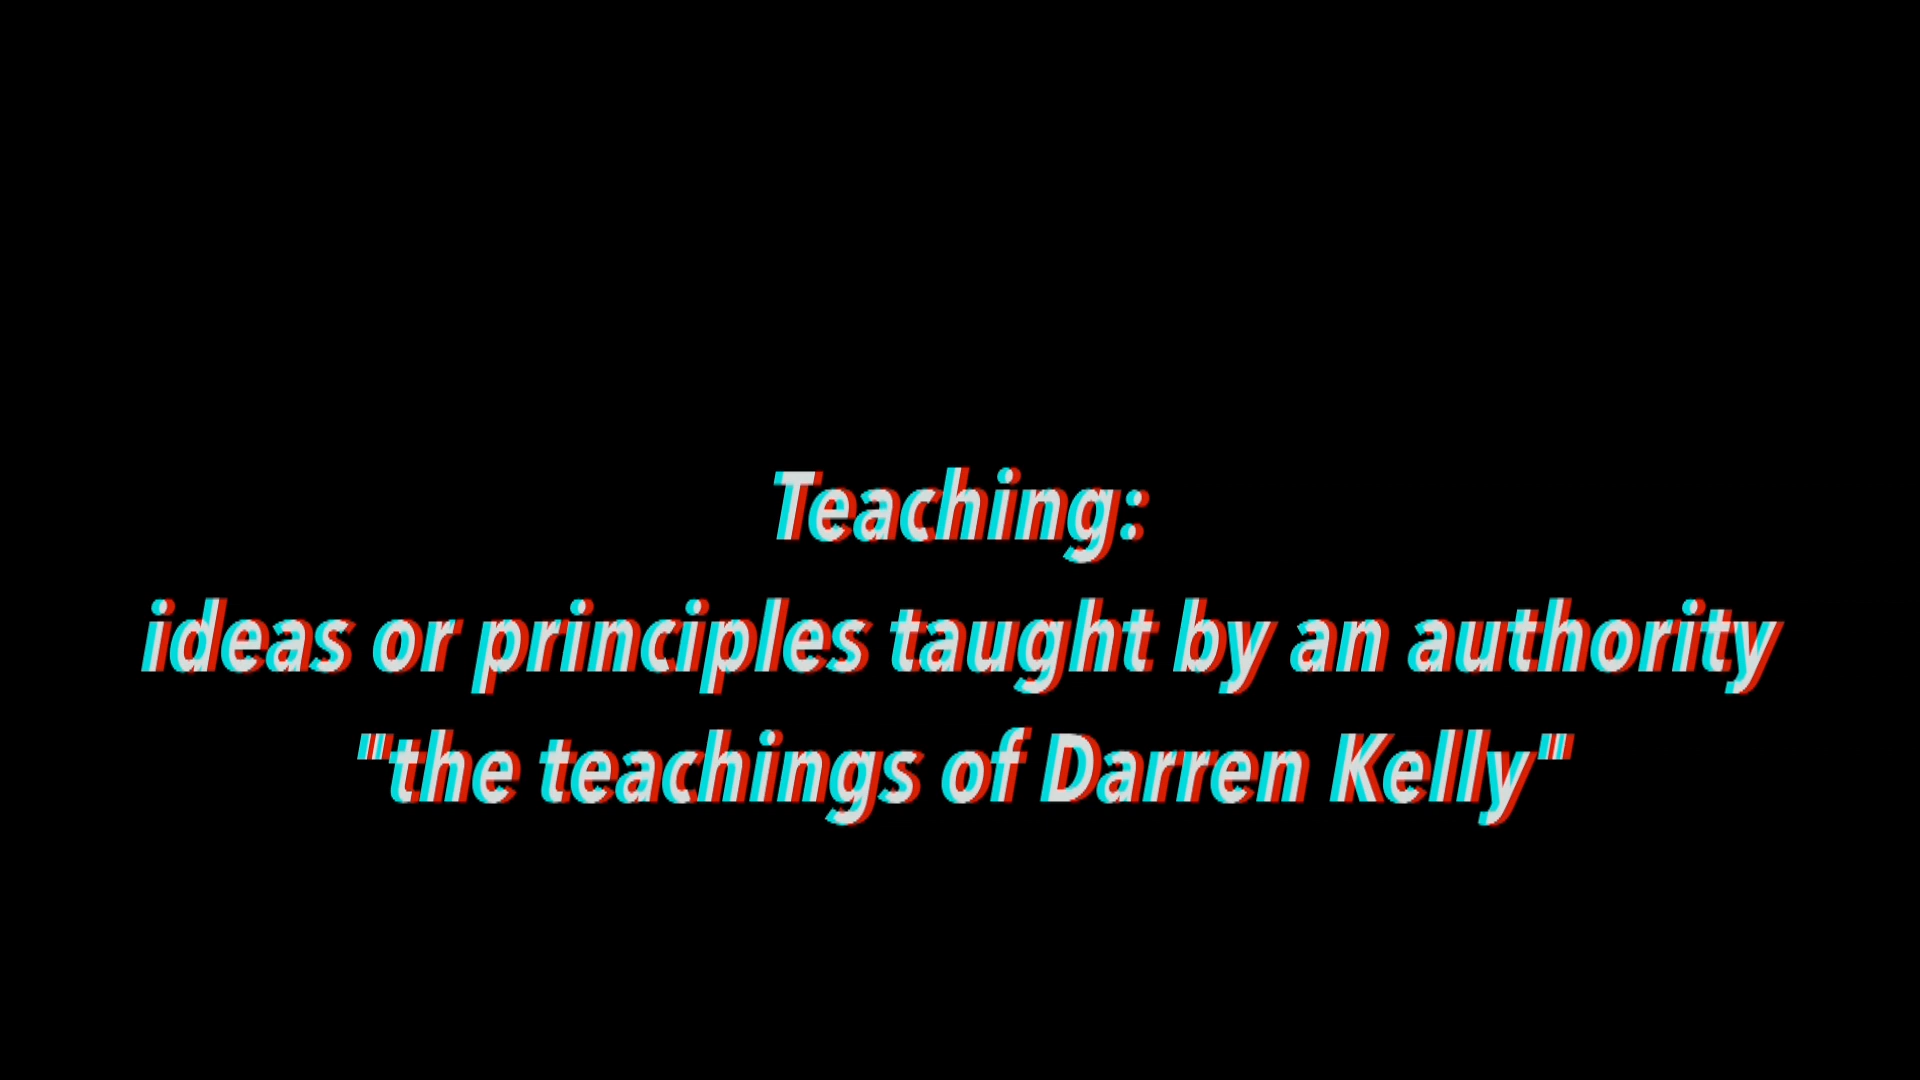 Teaching:
ideas or principles taught by an authority
"the teachings of Darren Kelly"